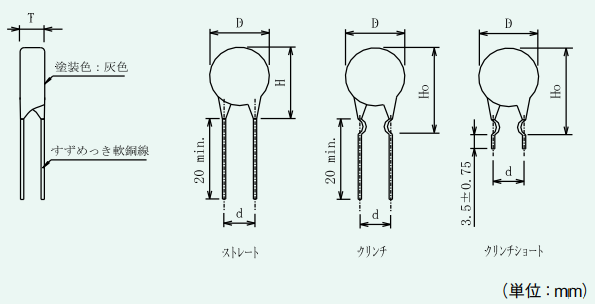 T
塗装色：灰色
すずめっき軟銅線
D
H
20 min.
d
ストレート
D
Ho
20 min.
d
クリンチ
D
Ho
3.5±0.75
d
クリンチショート
（単位：mm）